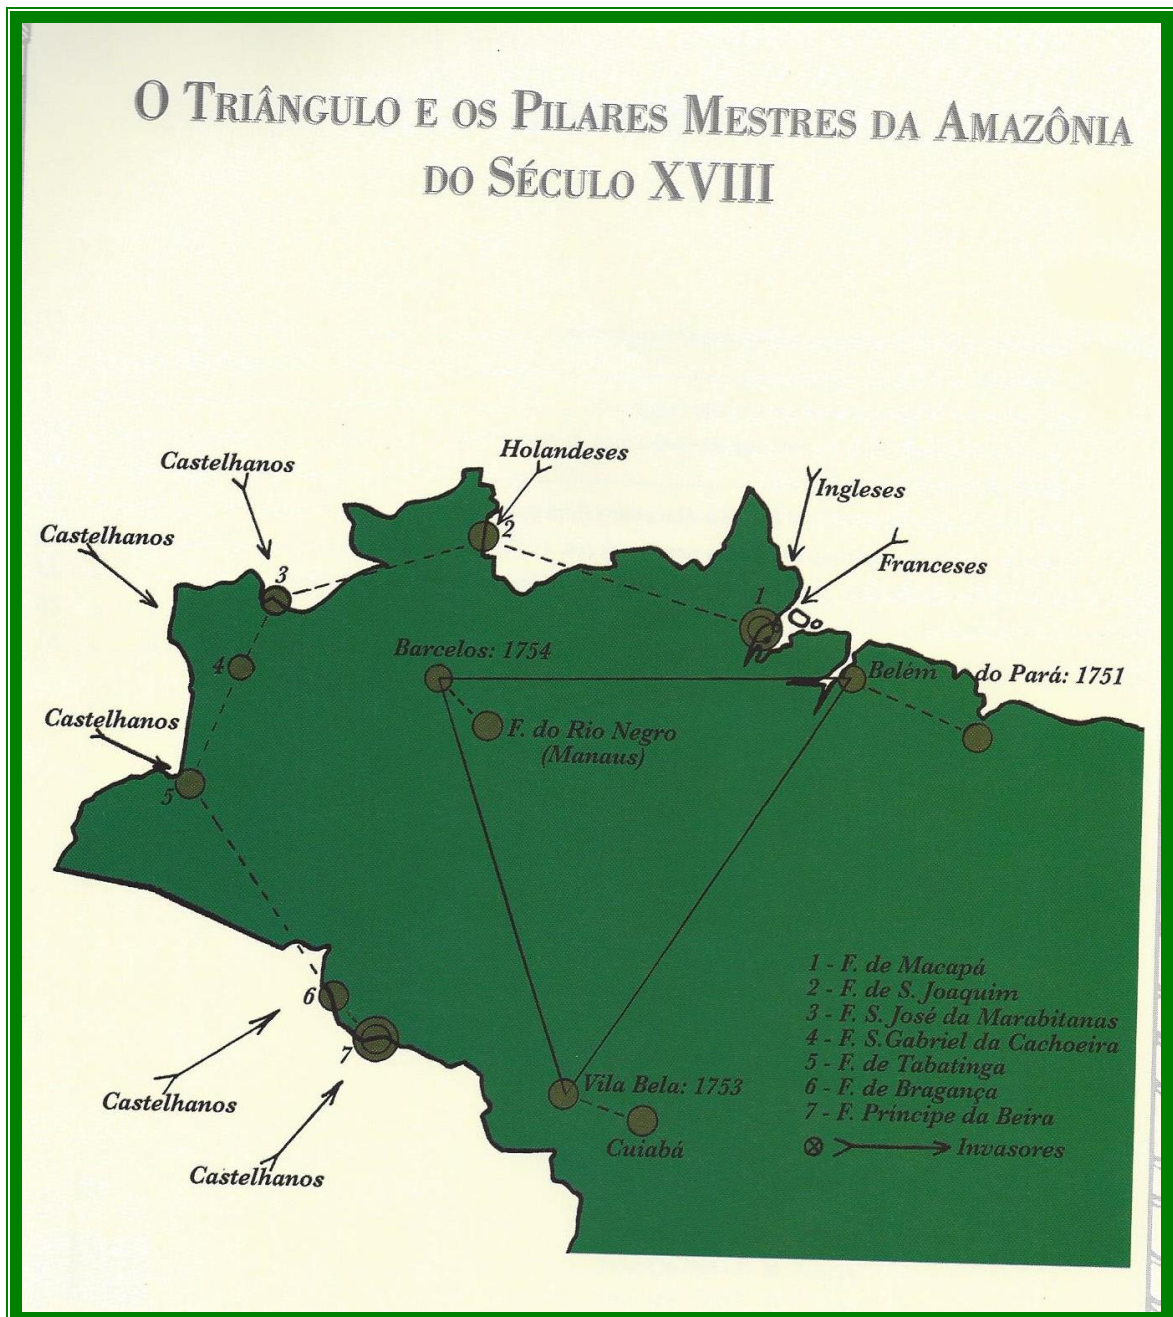 O TRIÂNGULO E OS PILARES MESTRES DA AMAZÔNIA
DO SÉCULO XVIII
Holandeses
Castelhanos
Ingleses
Castelhanos
Franceses
2
3
1
4
Barcelos: 1754
Belém do Pará: 1751
Castelhanos
F. do Rio Negro
(Manaus)
5
6
7
Castelhanos
Castelhanos
Vila Bela: 1753
Cuiabá
1 - F. de Macapá
2 - F. de S. Joaquim
3 - F. S. José da Marabitanas
4 - F. S.Gabriel da Cachoeira
5 - F. de Tabatinga
6 - F. de Bragança
7 - F. Príncipe da Beira
Invasores